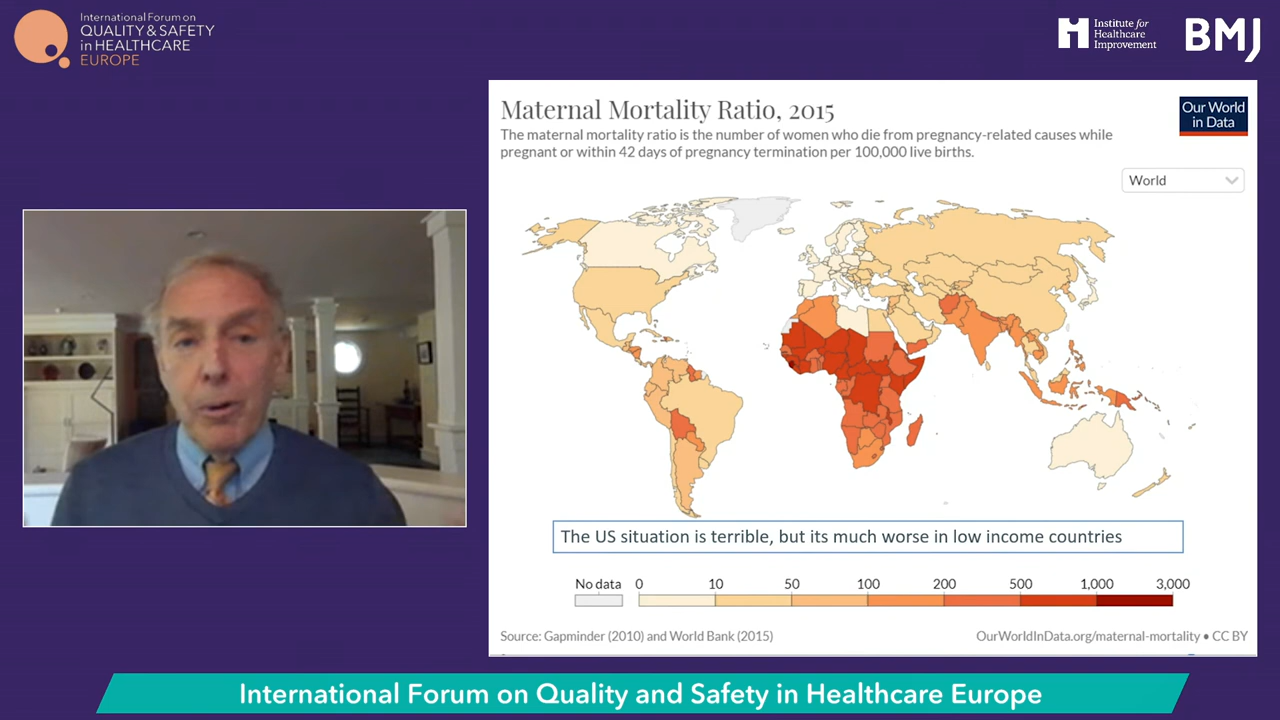 International Forum on
QUALITY & SAFETY
in HEALTHCARE
EUROPE
Institute for
Healthcare
Improvement
BMJ
Maternal Mortality Ratio, 2015
Our World
in Data
The maternal mortality ratio is the number of women who die from pregnancy-related causes while
pregnant or within 42 days of pregnancy termination per 100,000 live births.
World
The US situation is terrible, but its much worse in low income countries
No data 0 10 50 100 200 500 1,000 3,000
Source: Gapminder (2010) and World Bank (2015)
OurWorldInData.org/maternal-mortality • CC BY
International Forum on Quality and Safety in Healthcare Europe